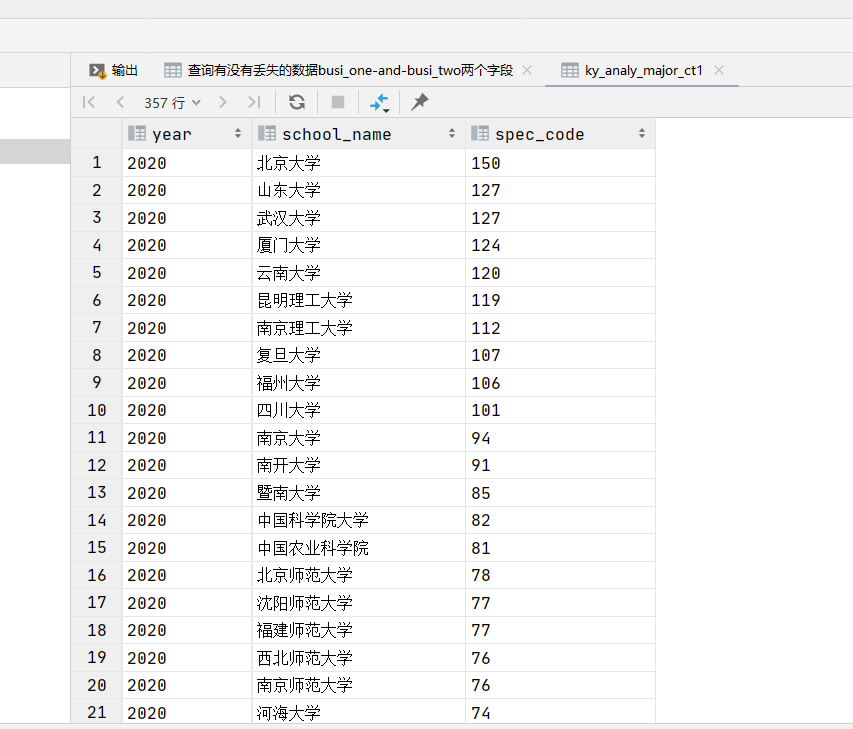 输出 查询有没有丢失的数据busi_one-and-busi_two两个字段 ky_analy_major_ct1
357 行
year school_name spec_code
1 2020 北京大学 150
2 2020 山东大学 127
3 2020 武汉大学 127
4 2020 厦门大学 124
5 2020 云南大学 120
6 2020 昆明理工大学 119
7 2020 南京理工大学 112
8 2020 复旦大学 107
9 2020 福州大学 106
10 2020 四川大学 101
11 2020 南京大学 94
12 2020 南开大学 91
13 2020 暨南大学 85
14 2020 中国科学院大学 82
15 2020 中国农业科学院 81
16 2020 北京师范大学 78
17 2020 沈阳师范大学 77
18 2020 福建师范大学 77
19 2020 西北师范大学 76
20 2020 南京师范大学 76
21 2020 河海大学 74